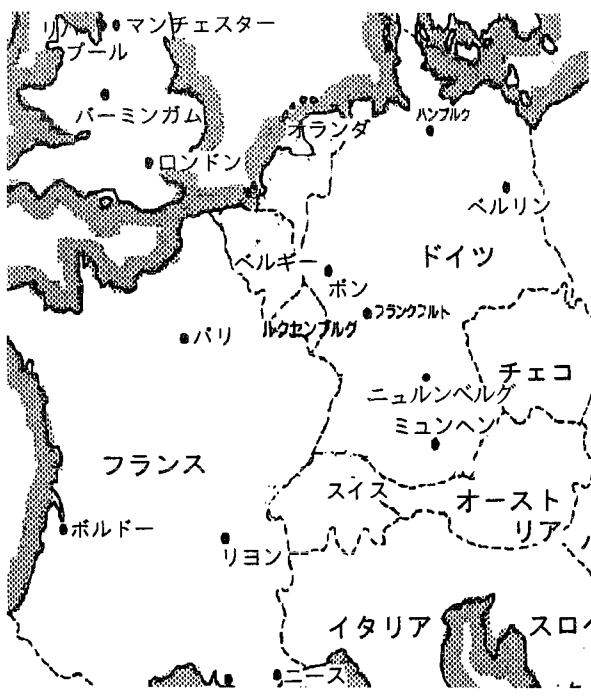 リバプール
マンチェスター
バーミンガム
ロンドン
オランダ
ハンブルク
ベルリン
ベルギー
ボン
ドイツ
ルクセンブルグ
フランクフルト
パリ
チェコ
ニュルンベルグ
ミュンヘン
フランス
スイス
オースト
リア
ボルドー
リヨン
イタリア
スロベ
ニース